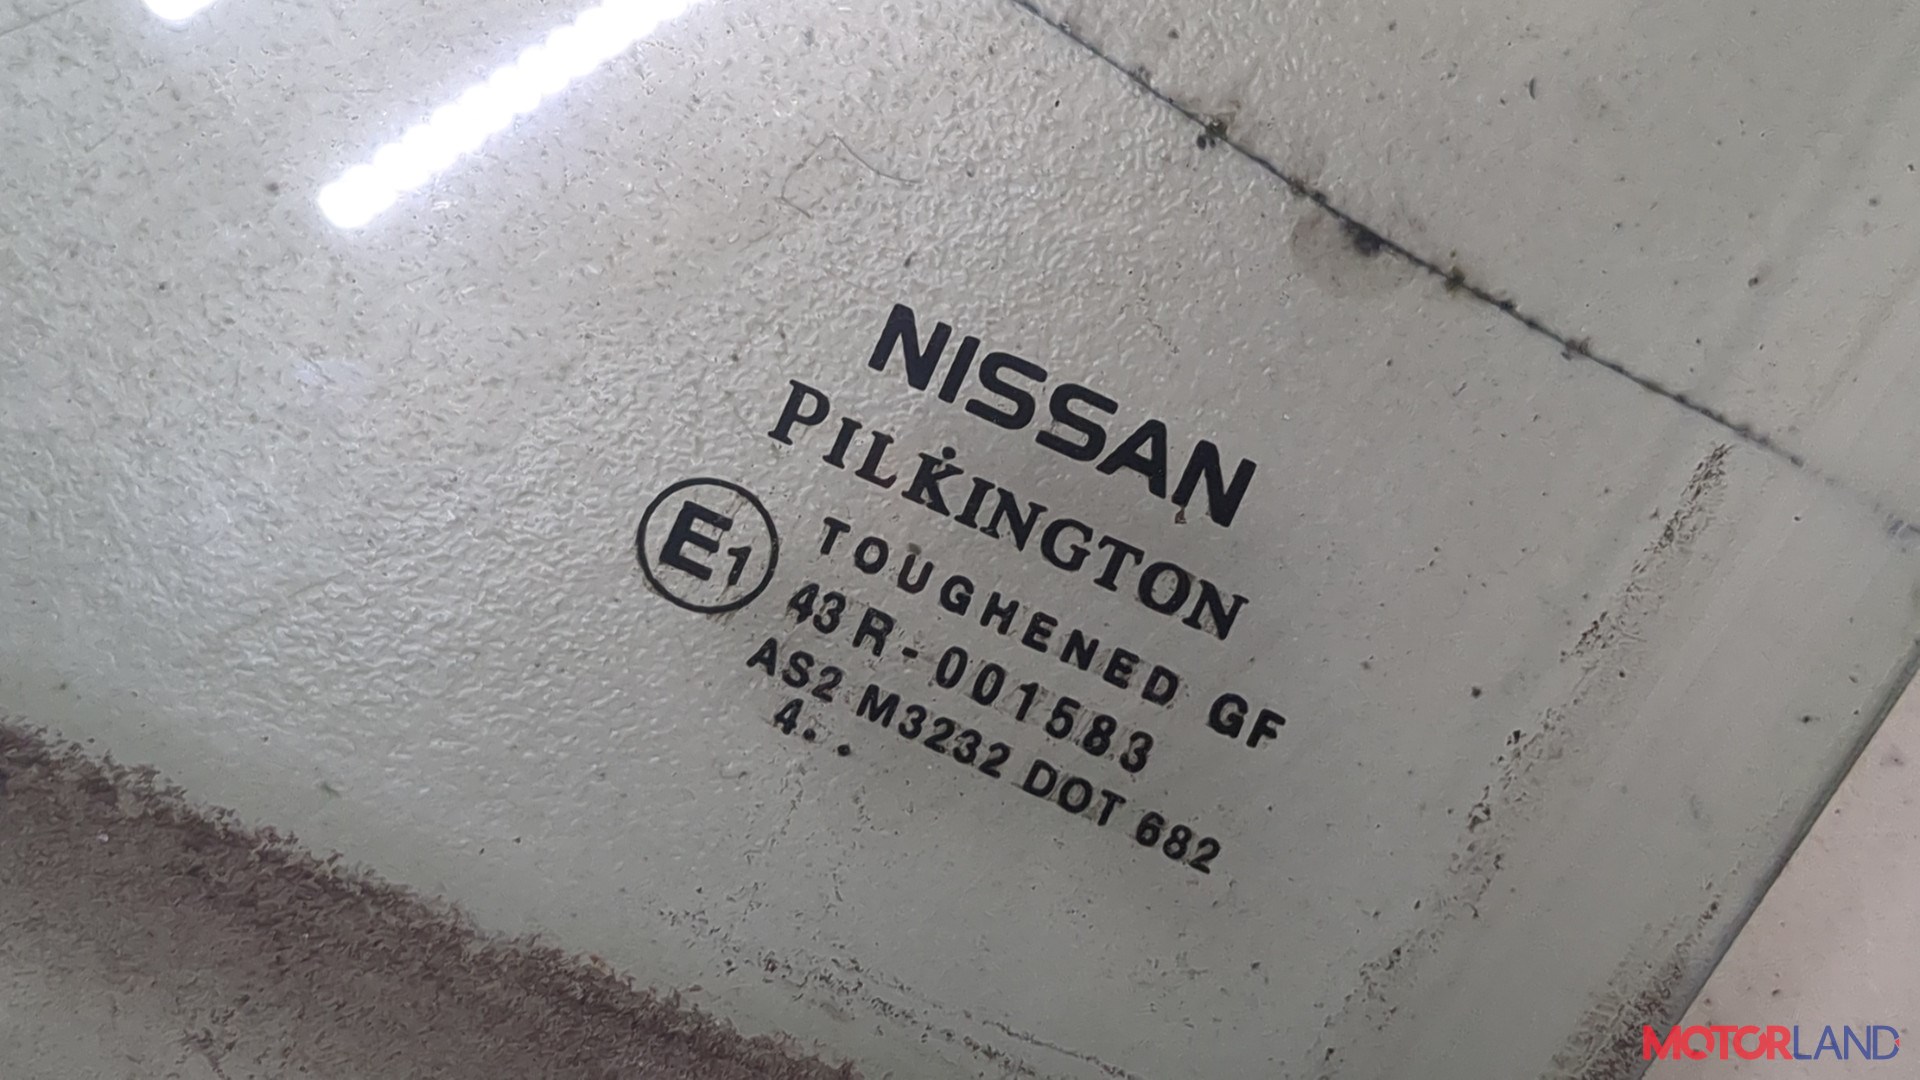 NISSAN
PILKINGTON
E1
TOUGHENED GF
43R-001583
AS2 M3232 DOT 682
4..
MOTORLAND